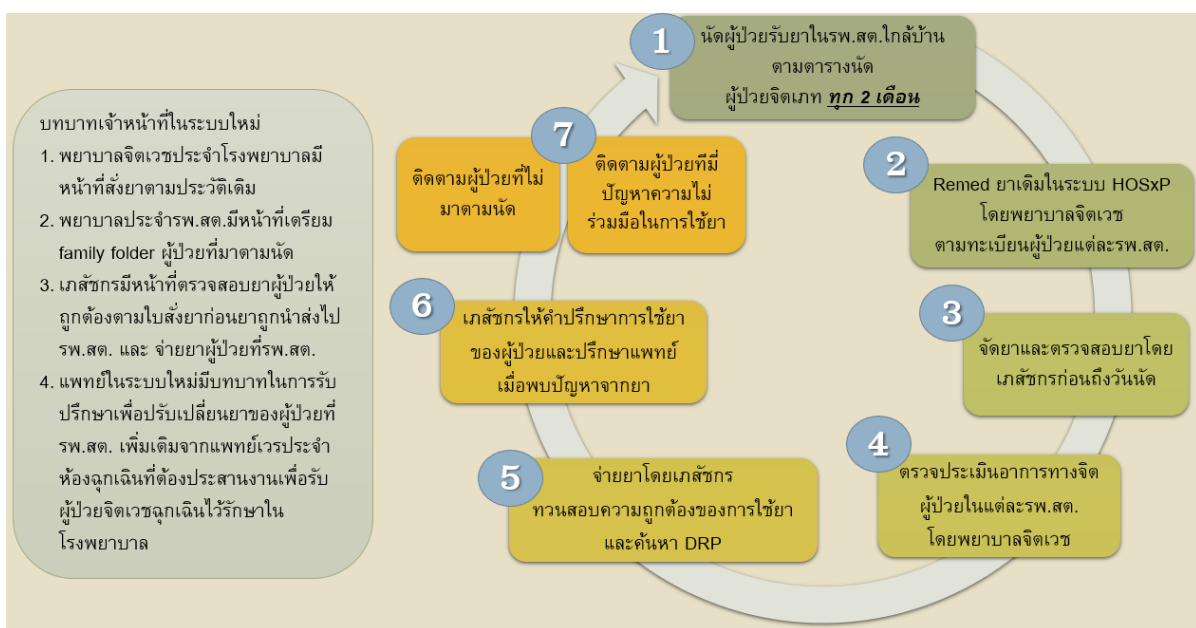 บทบาทเจ้าหน้าที่ในระบบใหม่
1. พยาบาลจิตเวชประจำโรงพยาบาลมี
หน้าที่สั่งยาตามประวัติเดิม
2. พยาบาลประจำรพ.สต.มีหน้าที่เตรียม
family folder ผู้ป่วยที่มาตามนัด
3. เภสัชกรมีหน้าที่ตรวจสอบยาผู้ป่วยให้
ถูกต้องตามใบสั่งยาก่อนยาถูกนำส่งไป
รพ.สต. และ จ่ายยาผู้ป่วยที่รพ.สต.
4. แพทย์ในระบบใหม่มีบทบาทในการรับ
ปรึกษาเพื่อปรับเปลี่ยนยาของผู้ป่วยที่
รพ.สต. เพิ่มเติมจากแพทย์เวรประจำ
ห้องฉุกเฉินที่ต้องประสานงานเพื่อรับ
ผู้ป่วยจิตเวชฉุกเฉินไว้รักษาใน
โรงพยาบาล
1
นัดผู้ป่วยรับยาในรพ.สต.ใกล้บ้าน
ตามตารางนัด
ผู้ป่วยจิตเภท ทุก 2 เดือน
2
Remed ยาเดิมในระบบ HOSxP
โดยพยาบาลจิตเวช
ตามทะเบียนผู้ป่วยแต่ละรพ.สต.
3
จัดยาและตรวจสอบยาโดย
เภสัชกรก่อนถึงวันนัด
4
ตรวจประเมินอาการทางจิต
ผู้ป่วยในแต่ละรพ.สต.
โดยพยาบาลจิตเวช
5
จ่ายยาโดยเภสัชกร
ทวนสอบความถูกต้องของการใช้ยา
และค้นหา DRP
6
เภสัชกรให้คำปรึกษาการใช้ยา
ของผู้ป่วยและปรึกษาแพทย์
เมื่อพบปัญหาจากยา
7
ติดตามผู้ป่วยที่ไม่
มาตามนัด
ติดตามผู้ป่วยทีมี่
ปัญหาความไม่
ร่วมมือในการใช้ยา